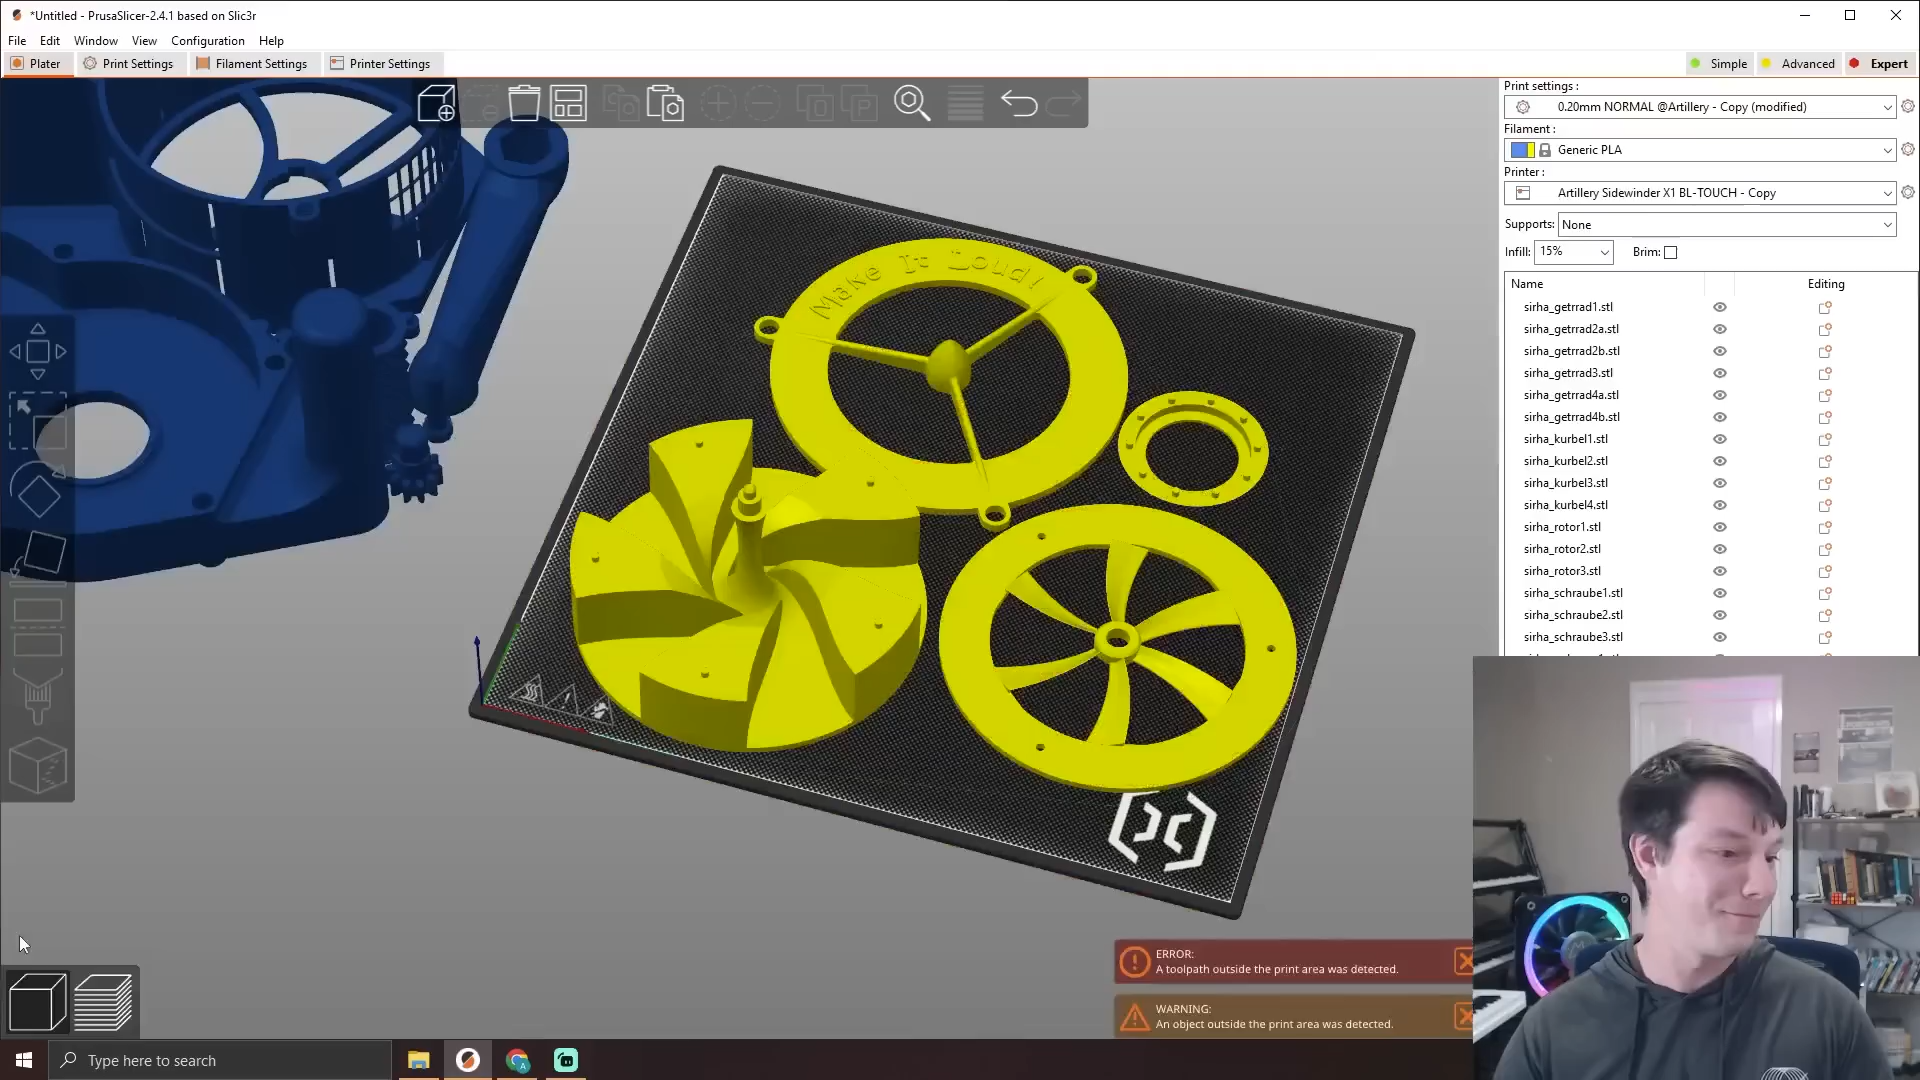 *Untitled - PrusaSlicer-2.4.1 based on Slic3r
File Edit Window View Configuration Help
Plater Print Settings Filament Settings Printer Settings Simple Advanced Expert
Print settings :
0.20mm NORMAL @Artillery - Copy (modified)
Filament :
Generic PLA
Printer :
Artillery Sidewinder X1 BL-TOUCH - Copy
Supports: None
Infill: 15% Brim:
Name Editing
sirha_getrrad1.stl
sirha_getrrad2a.stl
sirha_getrrad2b.stl
sirha_getrrad3.stl
sirha_getrrad4a.stl
sirha_getrrad4b.stl
sirha_kurbel1.stl
sirha_kurbel2.stl
sirha_kurbel3.stl
sirha_kurbel4.stl
sirha_rotor1.stl
sirha_rotor2.stl
sirha_rotor3.stl
sirha_schraube1.stl
sirha_schraube2.stl
sirha_schraube3.stl
Make It Loud!
ERROR:
A toolpath outside the print area was detected.
WARNING:
An object outside the print area was detected.
Type here to search